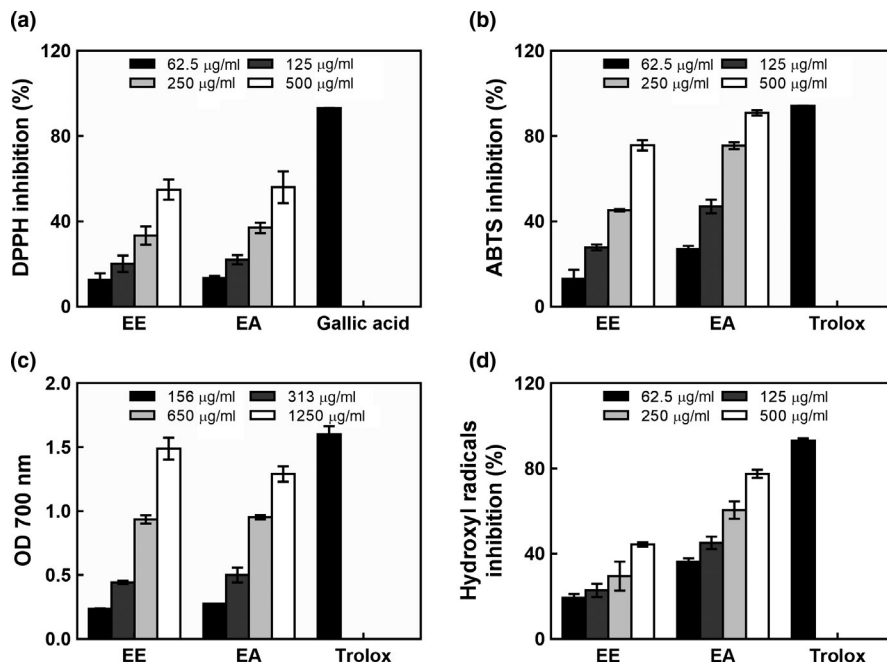 (a)
DPPH inhibition (%)
120
80
40
0
62.5 μg/ml
125 μg/ml
250 μg/ml
500 μg/ml
EE
EA
Gallic acid
(b)
ABTS inhibition (%)
120
80
40
0
62.5 μg/ml
125 μg/ml
250 μg/ml
500 μg/ml
EE
EA
Trolox
(c)
OD 700 nm
2.0
1.5
1.0
0.5
0.0
156 μg/ml
313 μg/ml
650 μg/ml
1250 μg/ml
EE
EA
Trolox
(d)
Hydroxyl radicals
inhibition (%)
120
80
40
0
62.5 μg/ml
125 μg/ml
250 μg/ml
500 μg/ml
EE
EA
Trolox